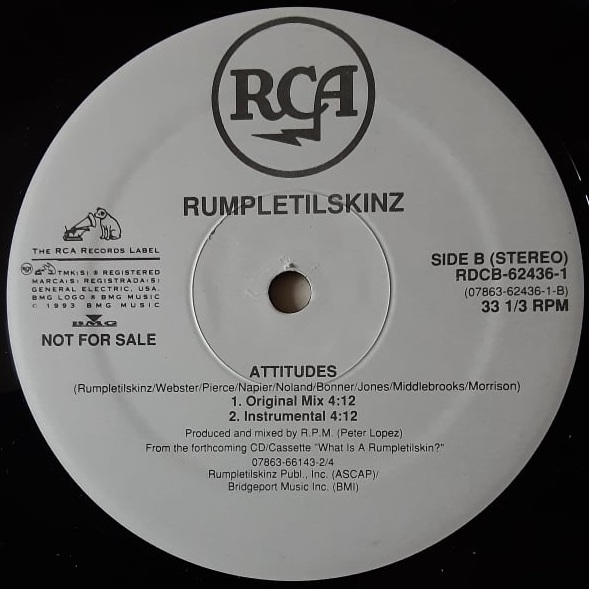 RCA
RUMPLETILSKINZ
THE RCA RECORDS LABEL
TMK(S) ® REGISTERED
MARCA(S) REGISTRADA(S)
GENERAL ELECTRIC, USA.
BMG LOGO ® BMG MUSIC
© 1993 BMG MUSIC
BMG
NOT FOR SALE
SIDE B (STEREO)
RDCB-62436-1
(07863-62436-1-B)
33 1/3 RPM
ATTITUDES
(Rumpletilskinz/Webster/Pierce/Napier/Noland/Bonner/Jones/Middlebrooks/Morrison)
1. Original Mix 4:12
2. Instrumental 4:12
Produced and mixed by R.P.M. (Peter Lopez)
From the forthcoming CD/Cassette "What Is A Rumpletilskin?"
07863-66143-2/4
Rumpletilskinz Publ., Inc. (ASCAP)/
Bridgeport Music Inc. (BMI)